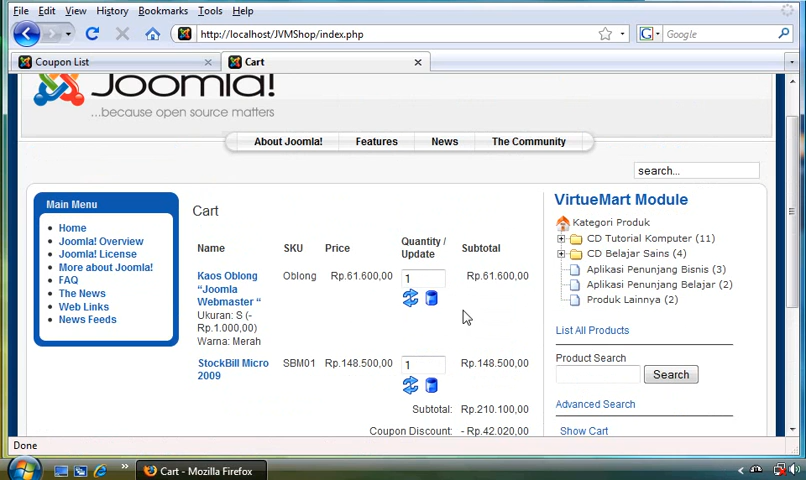 File Edit View History Bookmarks Tools Help
http://localhost/JVMShop/index.php
Google
Coupon List
Cart
Joomla!
...because open source matters
About Joomla! Features News The Community
search...
Main Menu
Home
Joomla! Overview
Joomla! License
More about Joomla!
FAQ
The News
Web Links
News Feeds
Cart
Name SKU Price Quantity / Update Subtotal
Kaos Oblong Oblong Rp.61.600,00 1 Rp.61.600,00
“Joomla
Webmaster “
Ukuran: S (-
Rp.1.000,00)
Warna: Merah
StockBill Micro SBM01 Rp.148.500,00 1 Rp.148.500,00
2009
Subtotal: Rp.210.100,00
Coupon Discount: - Rp.42.020,00
VirtueMart Module
Kategori Produk
CD Tutorial Komputer (11)
CD Belajar Sains (4)
Aplikasi Penunjang Bisnis (3)
Aplikasi Penunjang Belajar (2)
Produk Lainnya (2)
List All Products
Product Search
Search
Advanced Search
Show Cart
Done
Cart - Mozilla Firefox